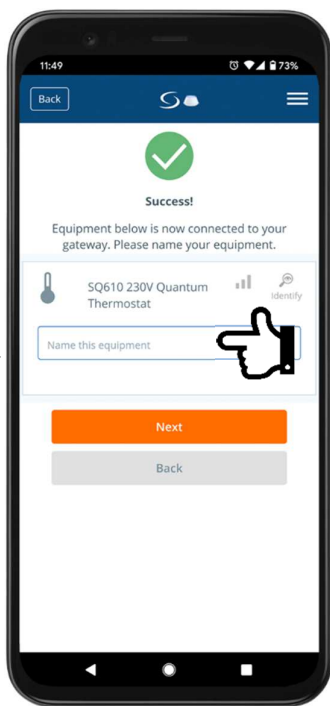 11:49
73%
Back
Success!
Equipment below is now connected to your
gateway. Please name your equipment.
SQ610 230V Quantum
Thermostat
Identify
Name this equipment
Next
Back